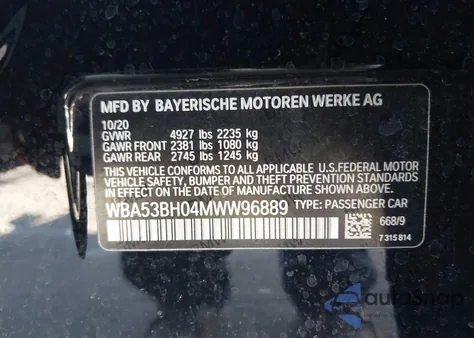 MFD BY BAYERISCHE MOTOREN WERKE AG
10/20
GVWR 4927 lbs 2235 kg
GAWR FRONT 2381 lbs 1080 kg
GAWR REAR 2745 lbs 1245 kg
THIS VEHICLE CONFORMS TO ALL APPLICABLE U.S.FEDERAL MOTOR
VEHICLE SAFETY, BUMPER, AND THEFT PREVENTION STANDARDS
IN EFFECT ON THE DATE OF MANUFACTURE SHOWN ABOVE.
WBA53BH04MWW96889 TYPE: PASSENGER CAR
668/9
7 315 814
autoSnap